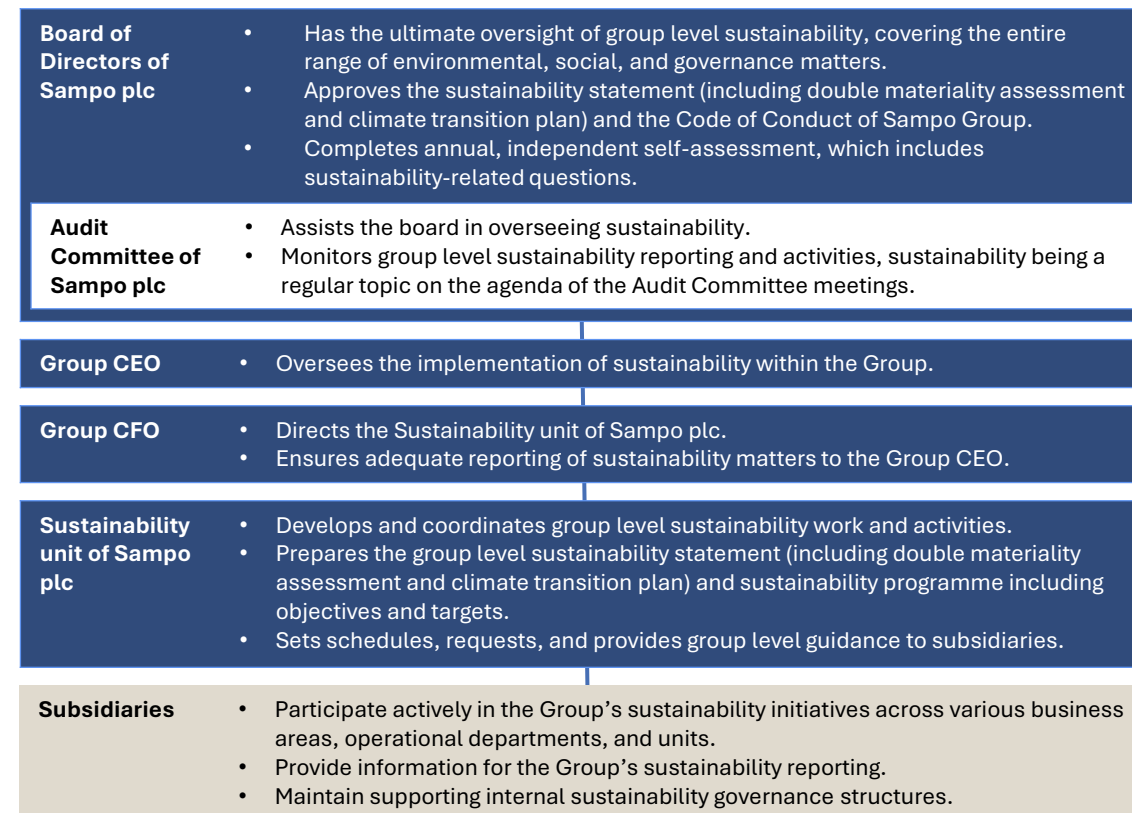 Board of
Directors of
Sampo plc
• Has the ultimate oversight of group level sustainability, covering the entire
range of environmental, social, and governance matters.
• Approves the sustainability statement (including double materiality assessment
and climate transition plan) and the Code of Conduct of Sampo Group.
• Completes annual, independent self-assessment, which includes
sustainability-related questions.
Audit
Committee of
Sampo plc
• Assists the board in overseeing sustainability.
• Monitors group level sustainability reporting and activities, sustainability being a
regular topic on the agenda of the Audit Committee meetings.
Group CEO
• Oversees the implementation of sustainability within the Group.
Group CFO
• Directs the Sustainability unit of Sampo plc.
• Ensures adequate reporting of sustainability matters to the Group CEO.
Sustainability
unit of Sampo
plc
• Develops and coordinates group level sustainability work and activities.
• Prepares the group level sustainability statement (including double materiality
assessment and climate transition plan) and sustainability programme including
objectives and targets.
• Sets schedules, requests, and provides group level guidance to subsidiaries.
Subsidiaries
• Participate actively in the Group’s sustainability initiatives across various business
areas, operational departments, and units.
• Provide information for the Group’s sustainability reporting.
• Maintain supporting internal sustainability governance structures.